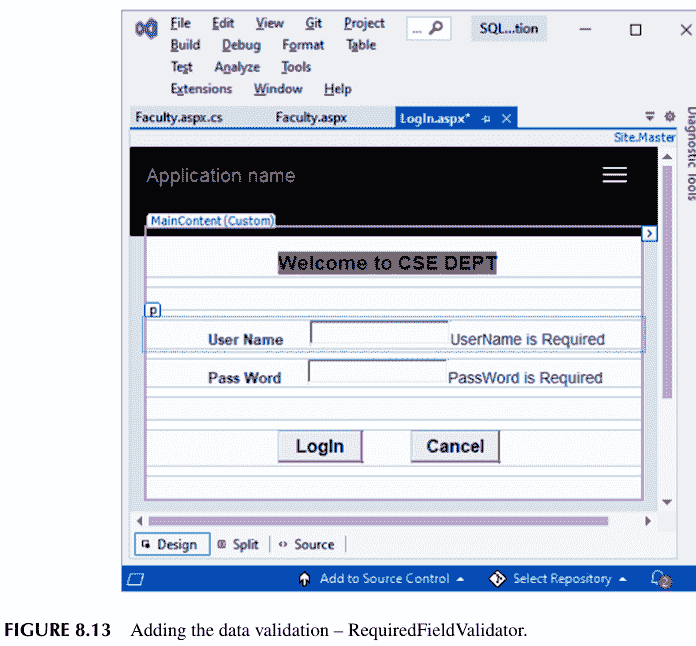 File Edit View Git Project
... SQL...tion
Build Debug Format Table
Test Analyze Tools
Extensions Window Help
Faculty.aspx.cs Faculty.aspx LogIn.aspx*
Site.Master
Diagnostic Tools
Application name
MainContent (Custom)
Welcome to CSE DEPT
p
User Name UserName is Required
Pass Word PassWord is Required
LogIn Cancel
Design Split Source
Add to Source Control Select Repository 2
FIGURE 8.13 Adding the data validation – RequiredFieldValidator.